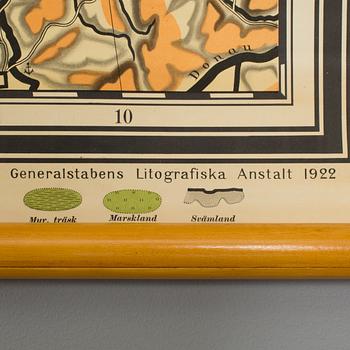 Donau
10
Generalstabens Litografiska Anstalt 1922
Myr, träsk Marskland Svämland